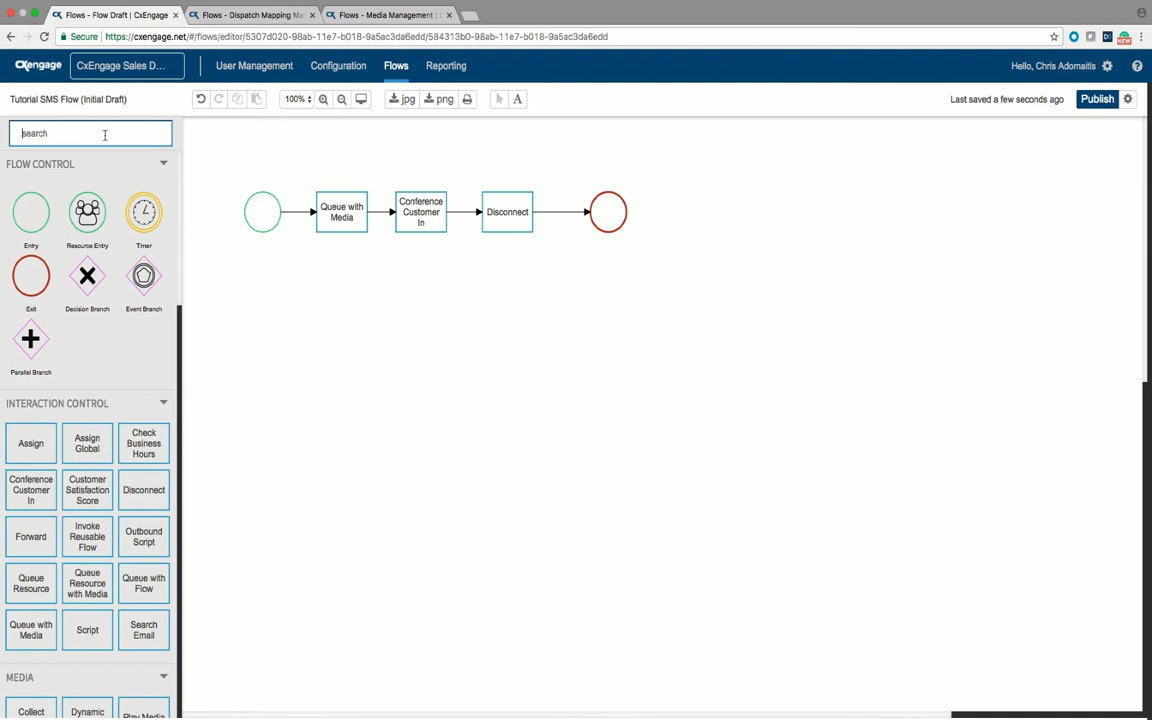 Flows - Flow Draft | CxEngage
Flows - Dispatch Mapping Ma
Flows - Media Management | C
Secure | https://cxengage.net/#/flows/editor/5307d020-98ab-11e7-b018-9a5ac3da6edd/584313b0-98ab-11e7-b018-9a5ac3da6edd
NEW
CXengage
CxEngage Sales D...
User Management
Configuration
Flows
Reporting
Hello, Chris Adomaitis
Tutorial SMS Flow (Initial Draft)
100%
jpg
png
A
Last saved a few seconds ago
Publish
search
FLOW CONTROL
Entry
Resource Entry
Timer
Exit
Decision Branch
Event Branch
Parallel Branch
Queue with
Media
Conference
Customer
In
Disconnect
INTERACTION CONTROL
Assign
Assign
Global
Check
Business
Hours
Conference
Customer
In
Customer
Satisfaction
Score
Disconnect
Forward
Invoke
Reusable
Flow
Outbound
Script
Queue
Resource
Queue
Resource
with Media
Queue with
Flow
Queue with
Media
Script
Search
Email
MEDIA
Collect
Dynamic
Play Media